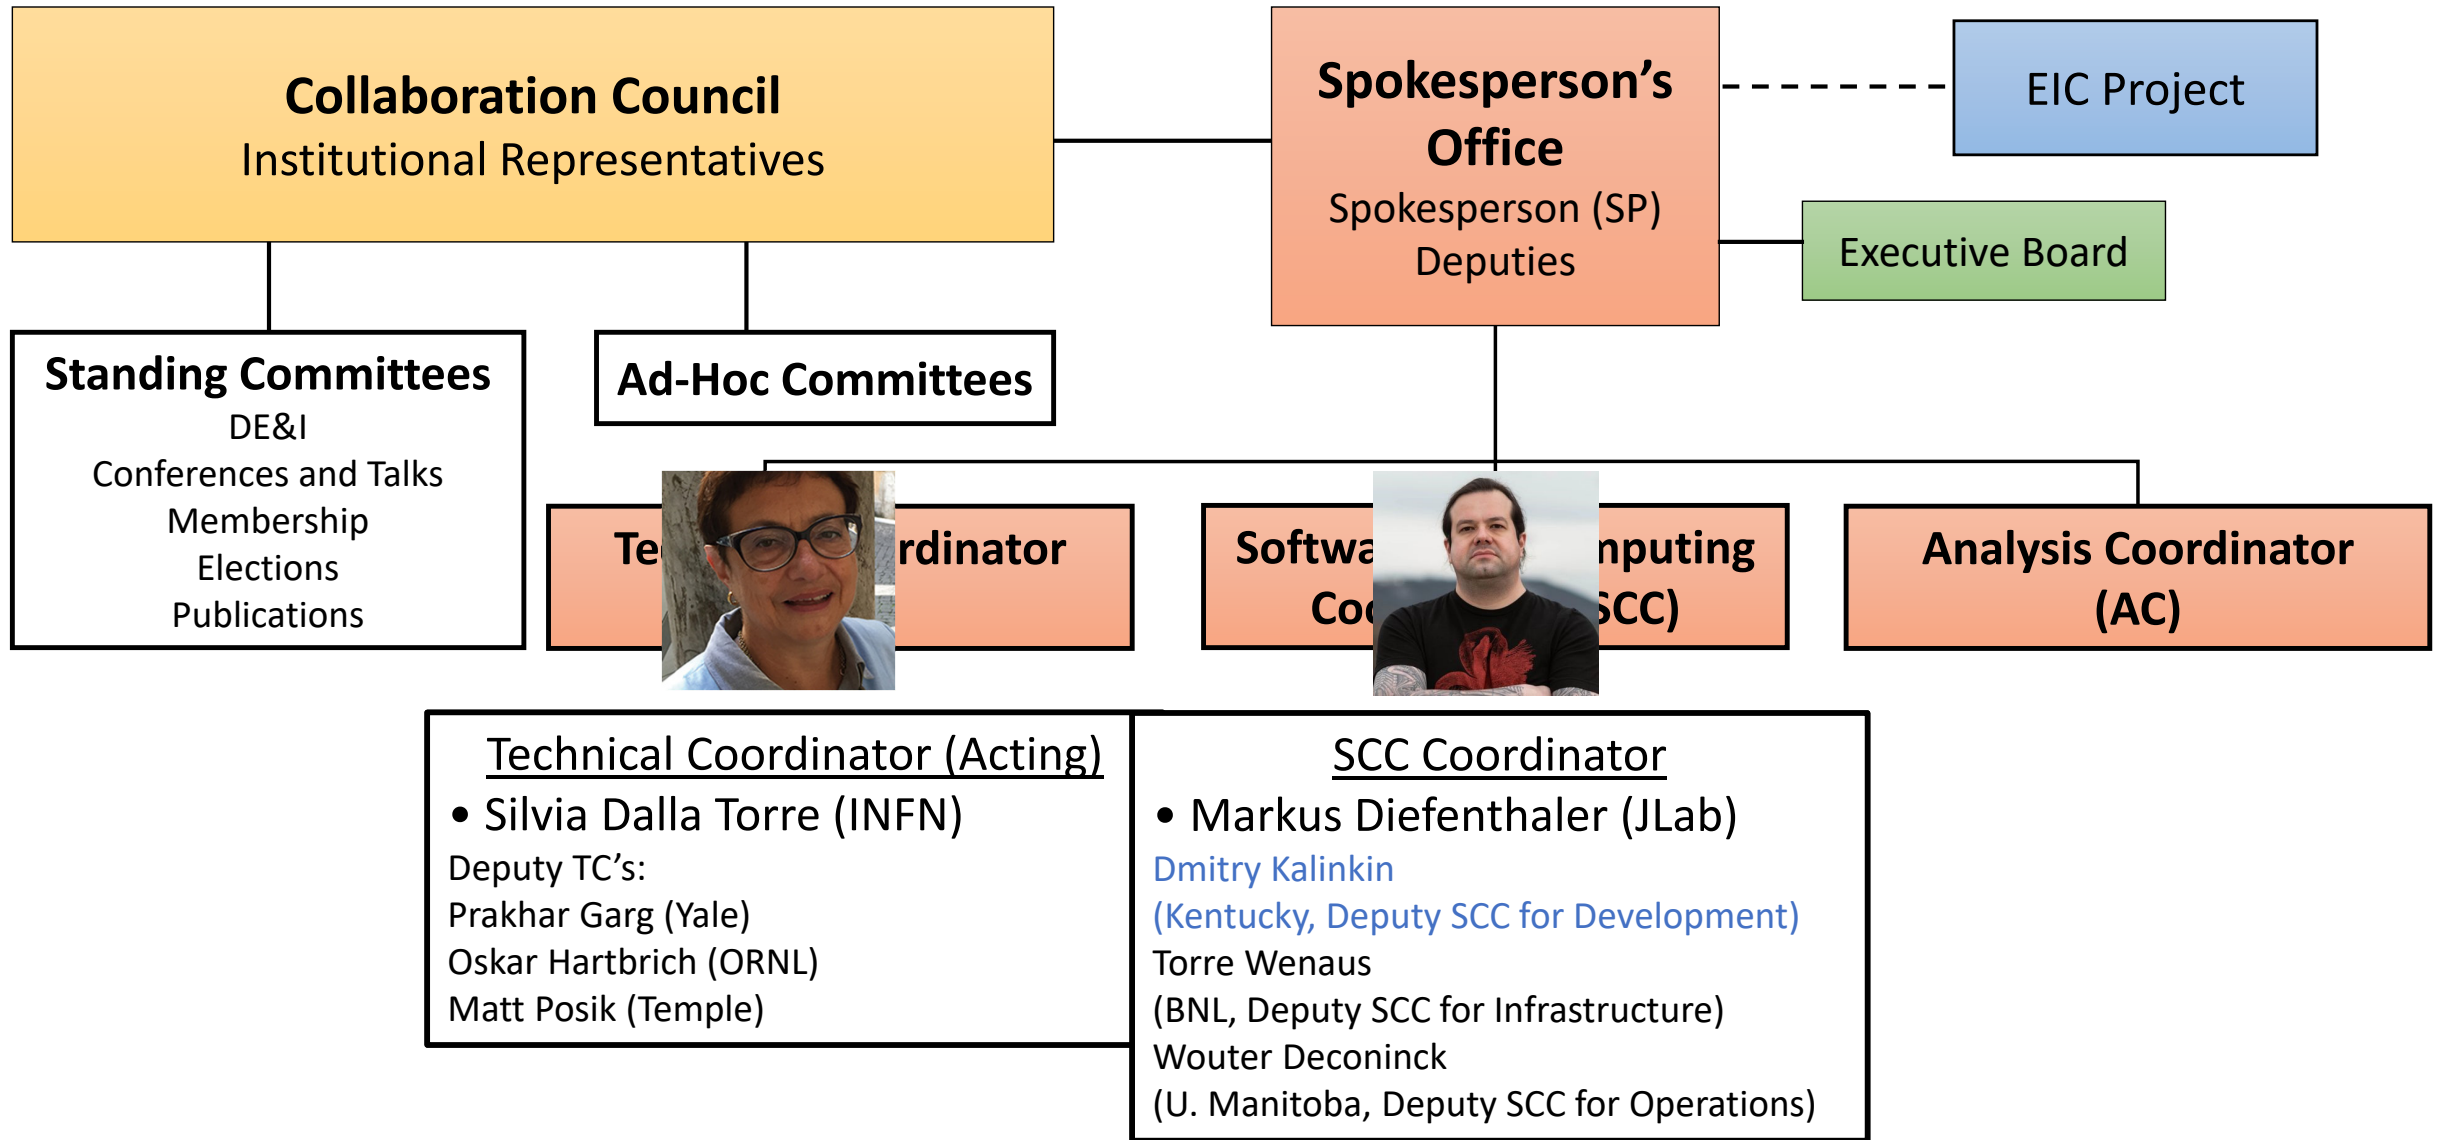 Collaboration Council
Institutional Representatives
Spokesperson’s
Office
Spokesperson (SP)
Deputies
EIC Project
Executive Board
Standing Committees
DE&I
Conferences and Talks
Membership
Elections
Publications
Ad-Hoc Committees
Analysis Coordinator
(AC)
Technical Coordinator (Acting)
• Silvia Dalla Torre (INFN)
Deputy TC’s:
Prakhar Garg (Yale)
Oskar Hartbrich (ORNL)
Matt Posik (Temple)
SCC Coordinator
• Markus Diefenthaler (JLab)
Dmitry Kalinkin
(Kentucky, Deputy SCC for Development)
Torre Wenaus
(BNL, Deputy SCC for Infrastructure)
Wouter Deconinck
(U. Manitoba, Deputy SCC for Operations)